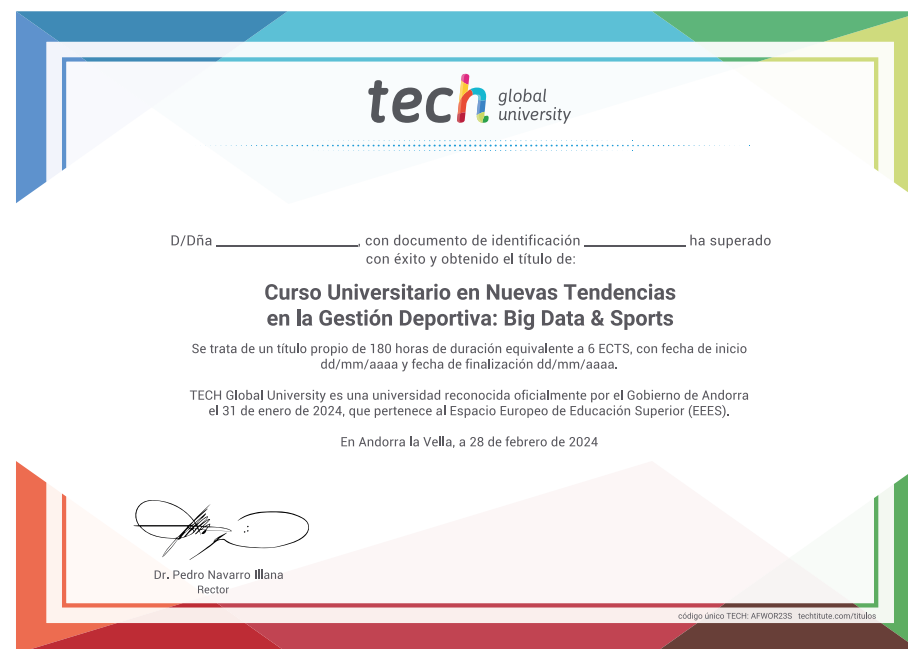 tech global
university
D/Dña ____________, con documento de identificación ____________ ha superado
con éxito y obtenido el título de:
Curso Universitario en Nuevas Tendencias
en la Gestión Deportiva: Big Data & Sports
Se trata de un título propio de 180 horas de duración equivalente a 6 ECTS, con fecha de inicio
dd/mm/aaaa y fecha de finalización dd/mm/aaaa.
TECH Global University es una universidad reconocida oficialmente por el Gobierno de Andorra
el 31 de enero de 2024, que pertenece al Espacio Europeo de Educación Superior (EEES).
En Andorra la Vella, a 28 de febrero de 2024
Dr. Pedro Navarro Illana
Rector
código único TECH: AFWOR23S techtitute.com/titulos